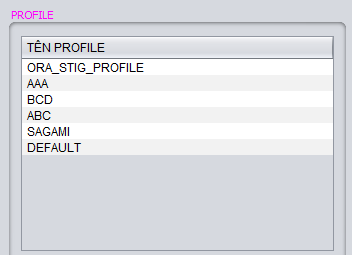 PROFILE
TÊN PROFILE
ORA_STIG_PROFILE
AAA
BCD
ABC
SAGAMI
DEFAULT